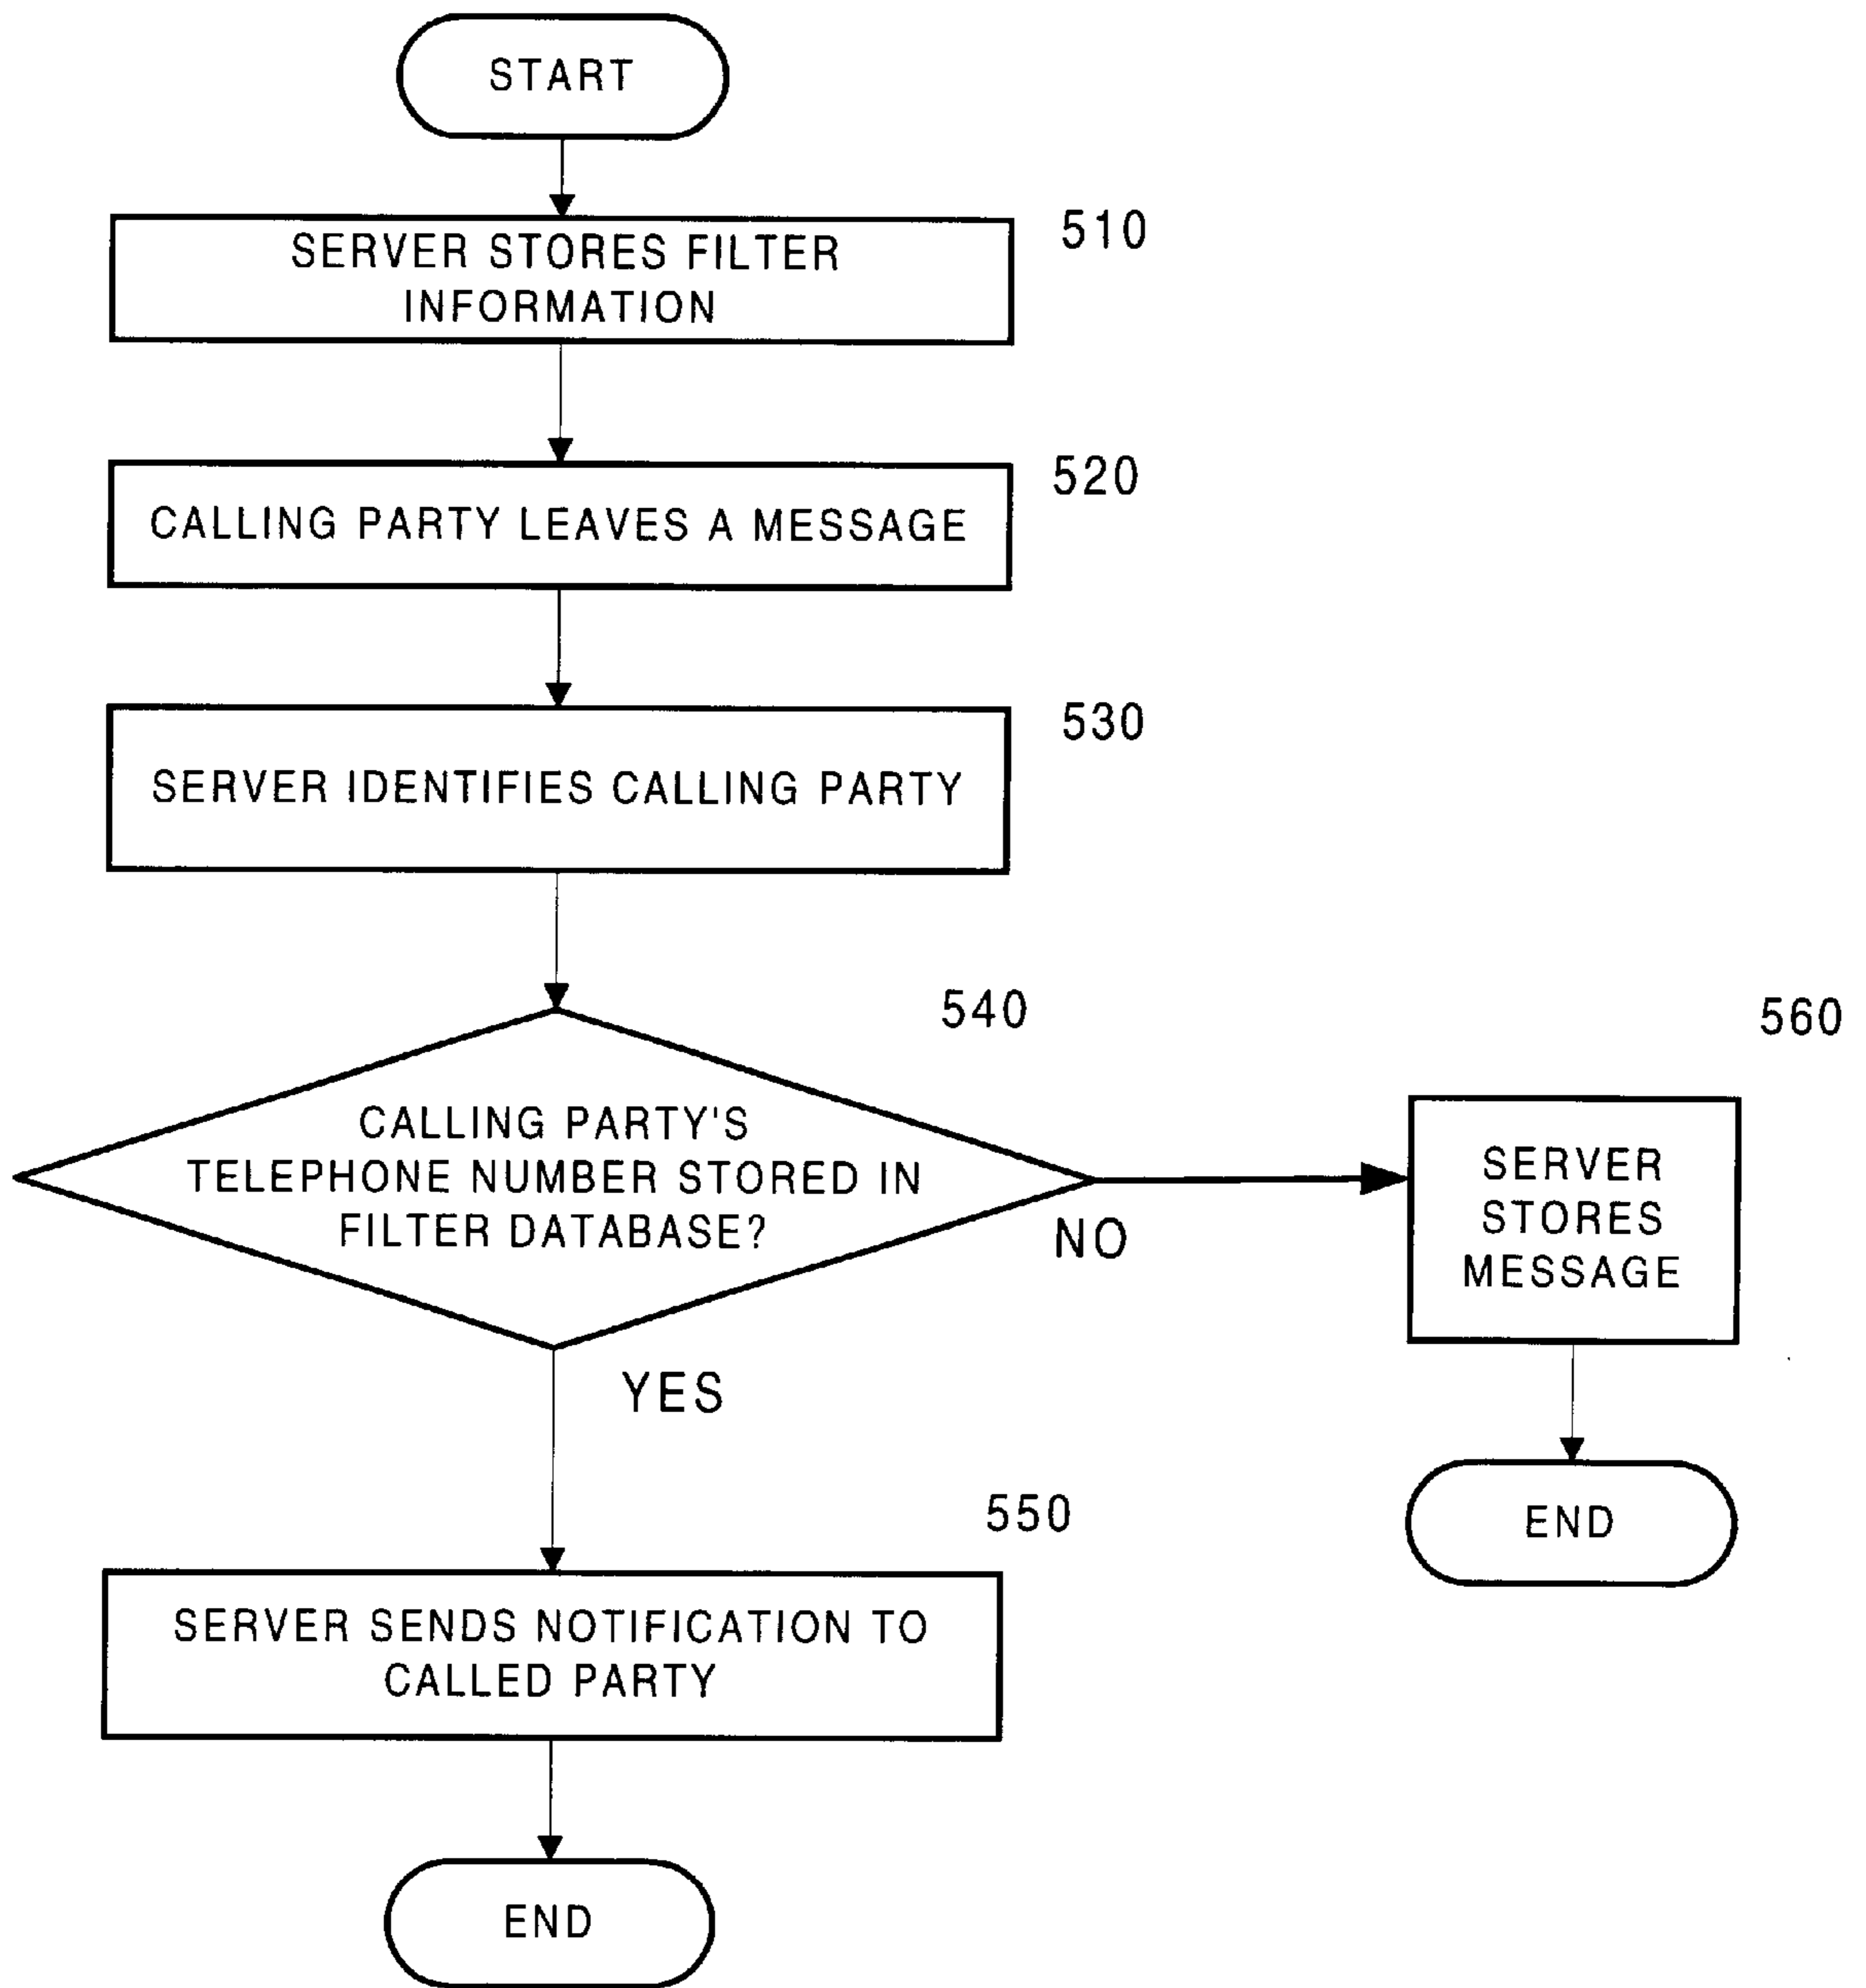 START
510
SERVER STORES FILTER
INFORMATION
520
CALLING PARTY LEAVES A MESSAGE
530
SERVER IDENTIFIES CALLING PARTY
540
CALLING PARTY'S
TELEPHONE NUMBER STORED IN
FILTER DATABASE?
NO
560
SERVER
STORES
MESSAGE
END
YES
550
SERVER SENDS NOTIFICATION TO
CALLED PARTY
END